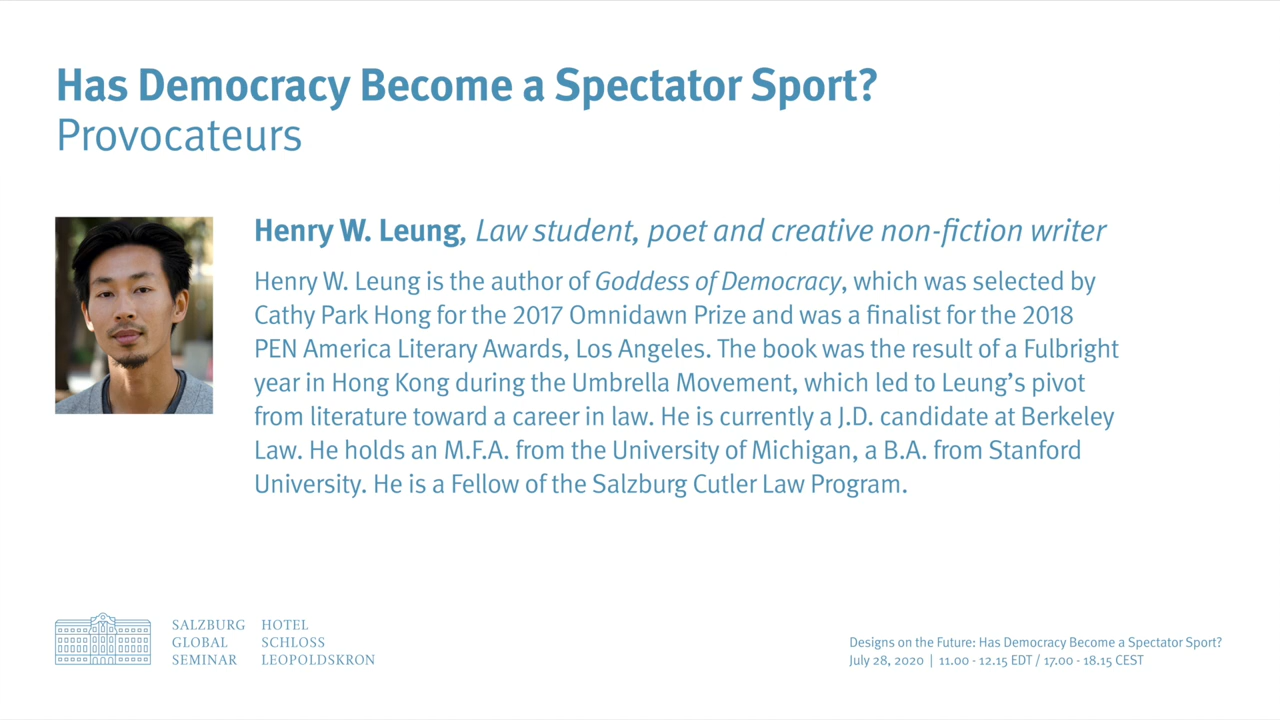 Has Democracy Become a Spectator Sport?
Provocateurs
Henry W. Leung, Law student, poet and creative non-fiction writer
Henry W. Leung is the author of Goddess of Democracy, which was selected by
Cathy Park Hong for the 2017 Omnidawn Prize and was a finalist for the 2018
PEN America Literary Awards, Los Angeles. The book was the result of a Fulbright
year in Hong Kong during the Umbrella Movement, which led to Leung’s pivot
from literature toward a career in law. He is currently a J.D. candidate at Berkeley
Law. He holds an M.F.A. from the University of Michigan, a B.A. from Stanford
University. He is a Fellow of the Salzburg Cutler Law Program.
SALZBURG
GLOBAL
SEMINAR
HOTEL
SCHLOSS
LEOPOLDSKRON
Designs on the Future: Has Democracy Become a Spectator Sport?
July 28, 2020 | 11.00 - 12.15 EDT / 17.00 - 18.15 CEST